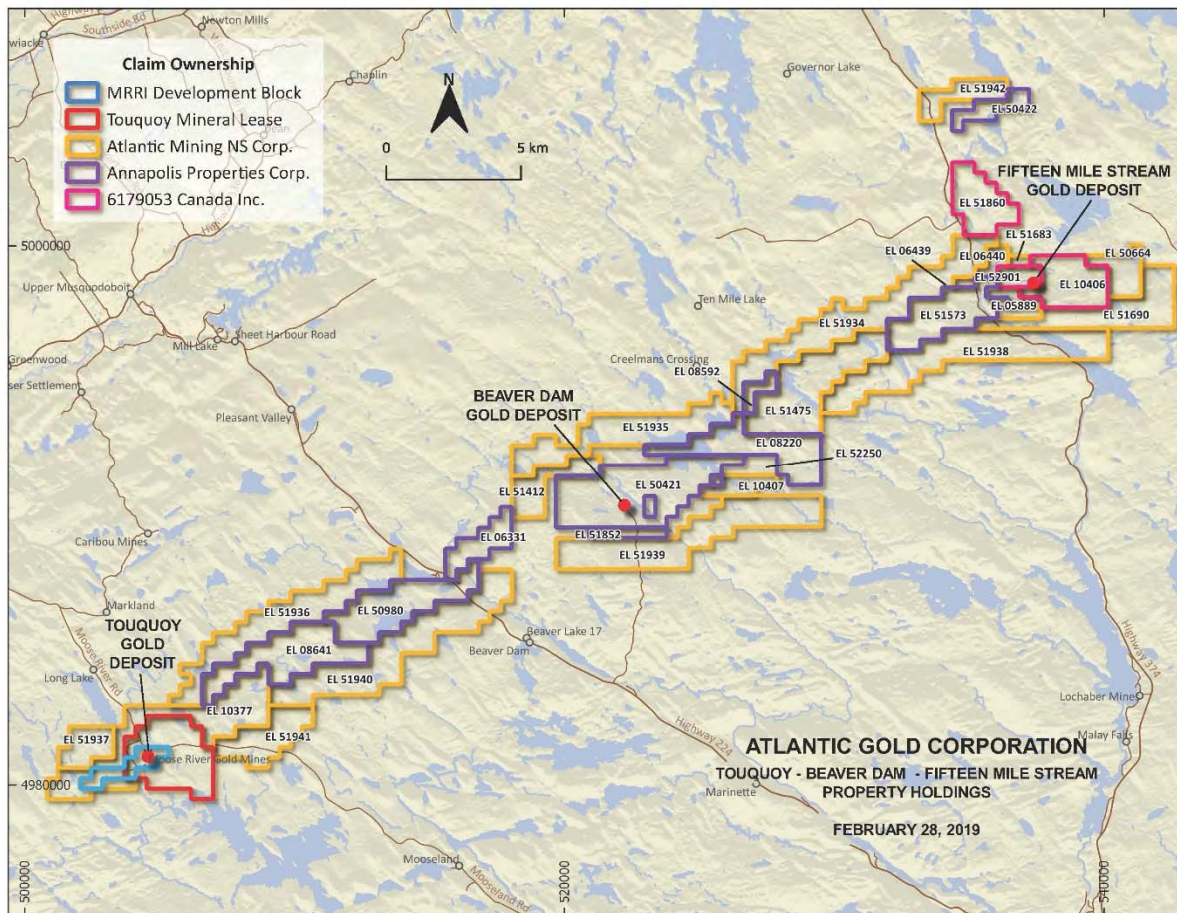 Newton Mills
Southside Rd
wiacke
Claim Ownership
MRRI Development Block
Touquoy Mineral Lease
Atlantic Mining NS Corp.
Annapolis Properties Corp.
6179053 Canada Inc.
Chaplin
N
0 5 km
Governor Lake
EL 51942
EL 50422
FIFTEEN MILE STREAM
GOLD DEPOSIT
EL 51860
5000000
EL 51683
EL 06439
EL 06440
EL 50664
EL 52901
EL 10406
EL 05889
EL 51690
Upper Musquodoboit
Ten Mile Lake
EL 51573
EL 51934
Mill Lake
Sheet Harbour Road
EL 51938
Greenwood
Creelmans Crossing
ser Settlement
EL 08592
BEAVER DAM
GOLD DEPOSIT
Pleasant Valley
EL 51475
EL 51935
EL 08220
EL 52250
EL 50421
EL 10407
EL 51412
EL 06331
EL 51852
Caribou Mines
EL 51939
Markland
EL 51936
EL 50980
TOUQUOY
GOLD
DEPOSIT
Moose River Rd
Beaver Lake 17
Beaver Dam
EL 08641
Highway 374
Long Lake
EL 51940
Lochaber Mines
EL 10377
EL 51937
EL 51941
Highway 224
Malay Falls
ATLANTIC GOLD CORPORATION
Moose River Gold Mines
TOUQUOY - BEAVER DAM - FIFTEEN MILE STREAM
PROPERTY HOLDINGS
4980000
Marinette
FEBRUARY 28, 2019
Mooseland
Mooseland Rd
500000
520000
540000